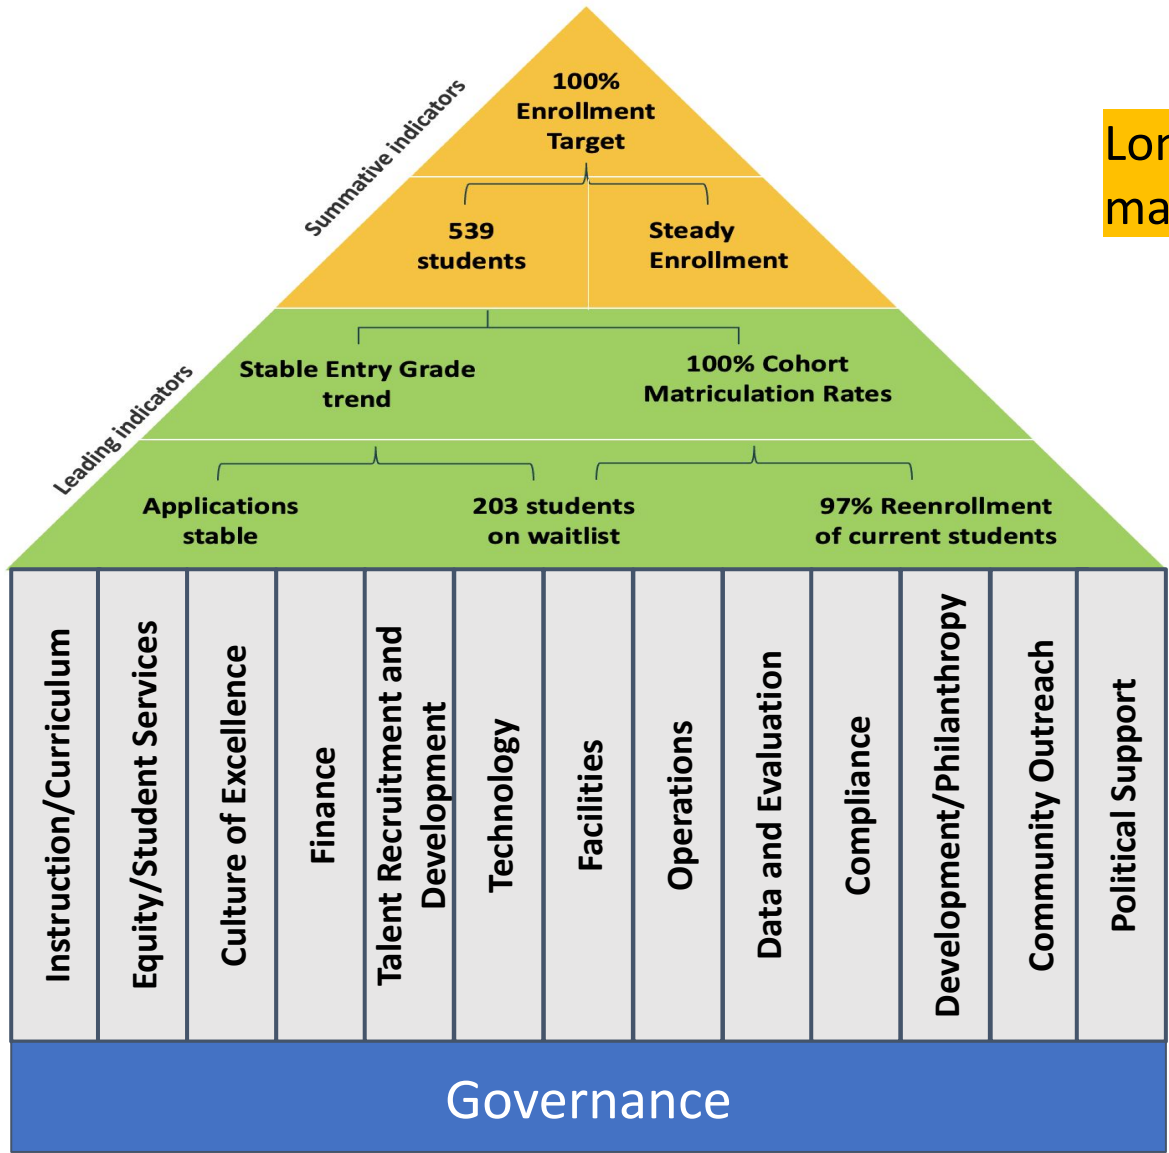 Summative indicators
100%
Enrollment
Target
539
students
Steady
Enrollment
Leading indicators
Stable Entry Grade
trend
100% Cohort
Matriculation Rates
Applications
stable
203 students
on waitlist
97% Reenrollment
of current students
Instruction/Curriculum
Equity/Student Services
Culture of Excellence
Finance
Talent Recruitment and
Development
Technology
Facilities
Operations
Data and Evaluation
Compliance
Development/Philanthropy
Community Outreach
Political Support
Governance